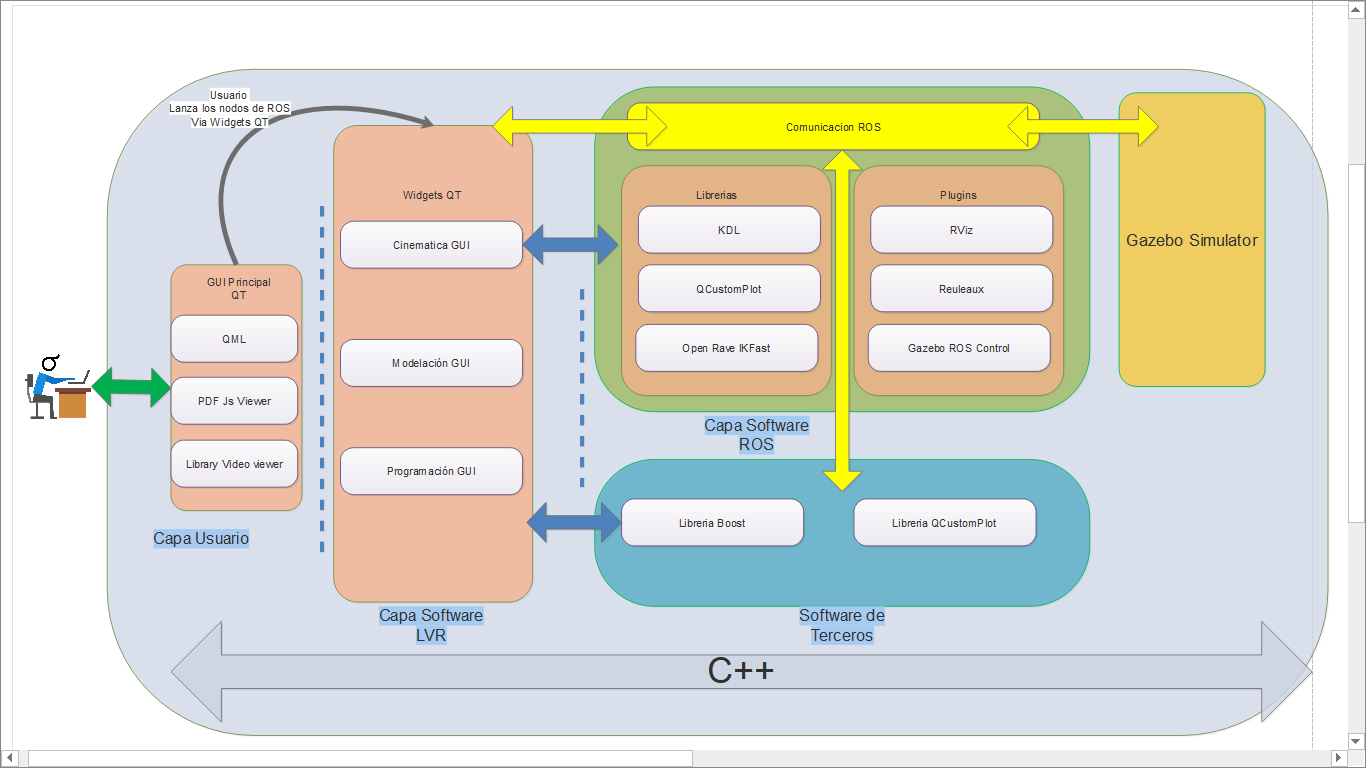 Usuario
Lanza los nodos de ROS
Via Widgets QT
GUI Principal
QT
QML
PDF Js Viewer
Library Video viewer
Capa Usuario
Widgets QT
Cinematica GUI
Modelación GUI
Programación GUI
Capa Software
LVR
Comunicacion ROS
Librerias
KDL
QCustomPlot
Open Rave IKFast
Plugins
RViz
Reuleaux
Gazebo ROS Control
Capa Software
ROS
Gazebo Simulator
Libreria Boost
Libreria QCustomPlot
Software de
Terceros
C++